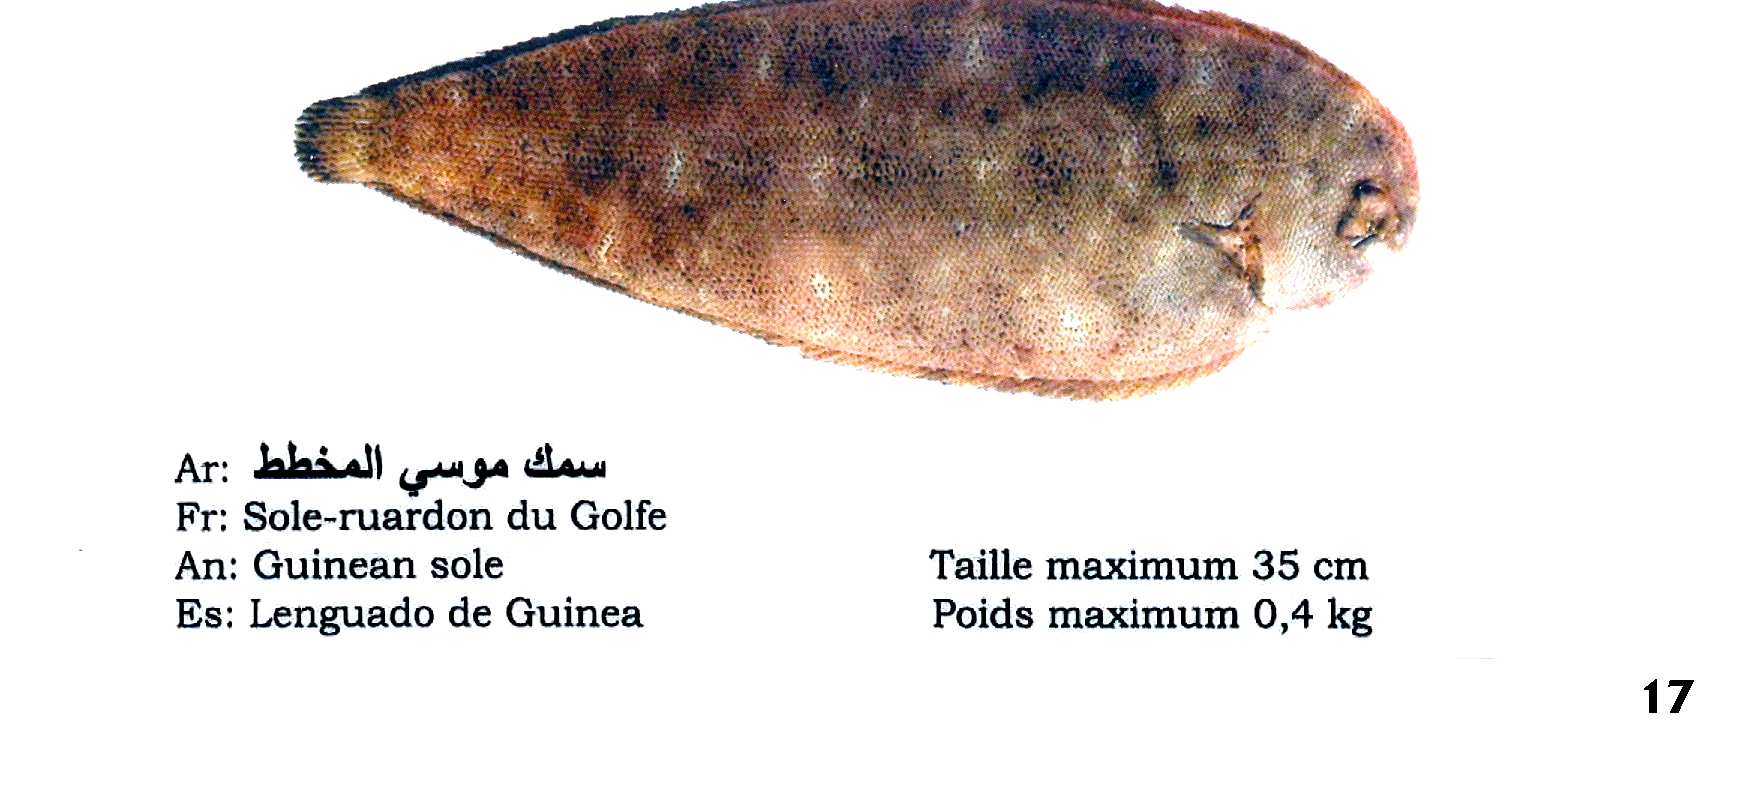 Ar: سمك موسي المخطط
Fr: Sole-ruardon du Golfe
An: Guinean sole
Es: Lenguado de Guinea
Taille maximum 35 cm
Poids maximum 0,4 kg
17